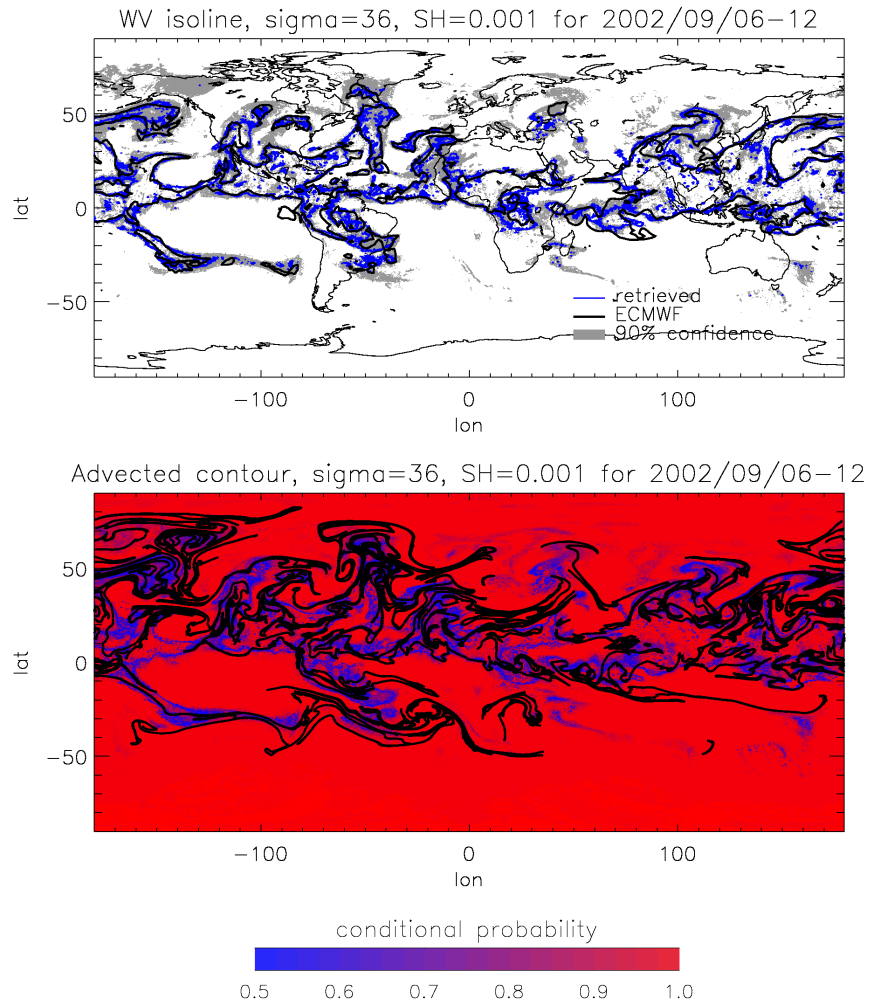 WV isoline, sigma=36, SH=0.001 for 2002/09/06-12
50
0
-50
lat
retrieved
ECMWF
90% confidence
-100 0 100
lon
Advected contour, sigma=36, SH=0.001 for 2002/09/06-12
50
0
-50
lat
-100 0 100
lon
conditional probability
0.5 0.6 0.7 0.8 0.9 1.0